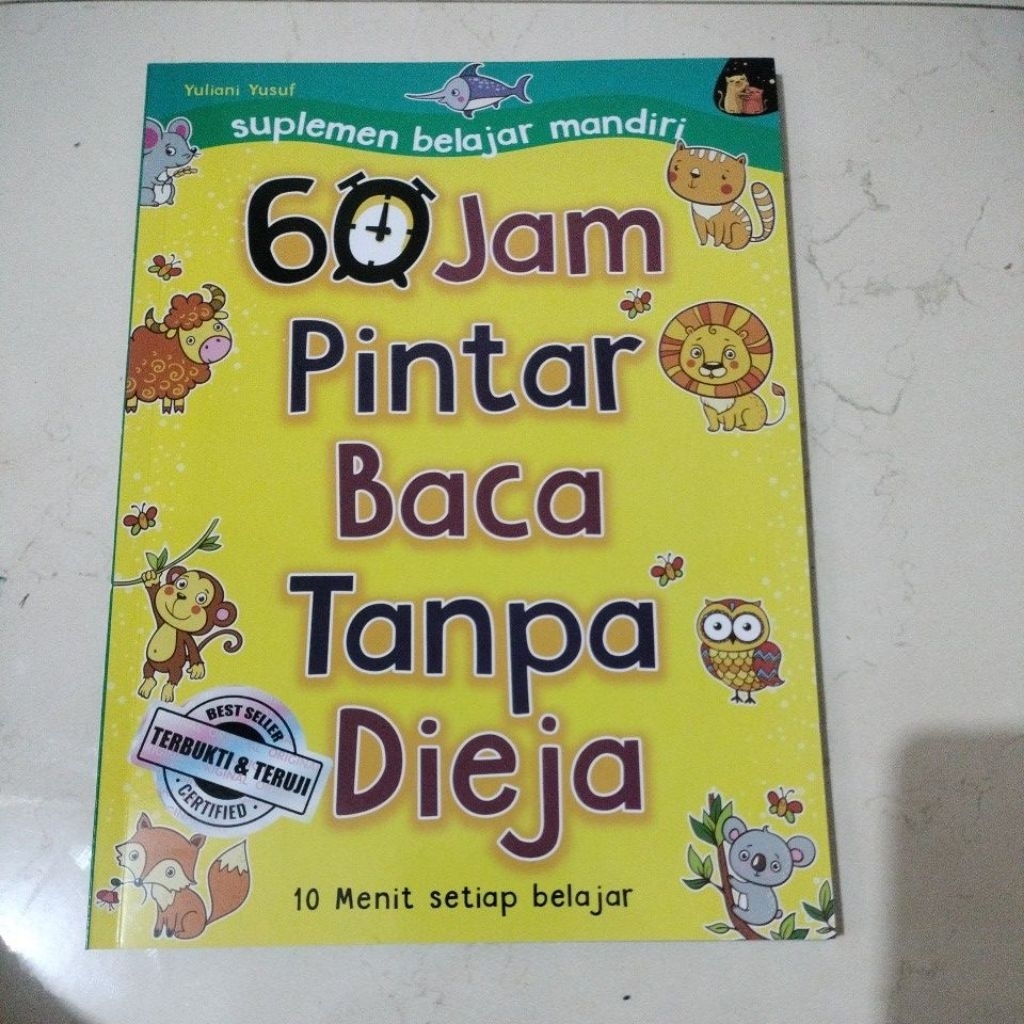 Yuliani Yusuf
suplemen belajar mandiri
60 Jam
Pintar
Baca
Tanpa
Dieja
BEST SELLER
TERBUKTI & TERUJI
CERTIFIED
10 Menit setiap belajar